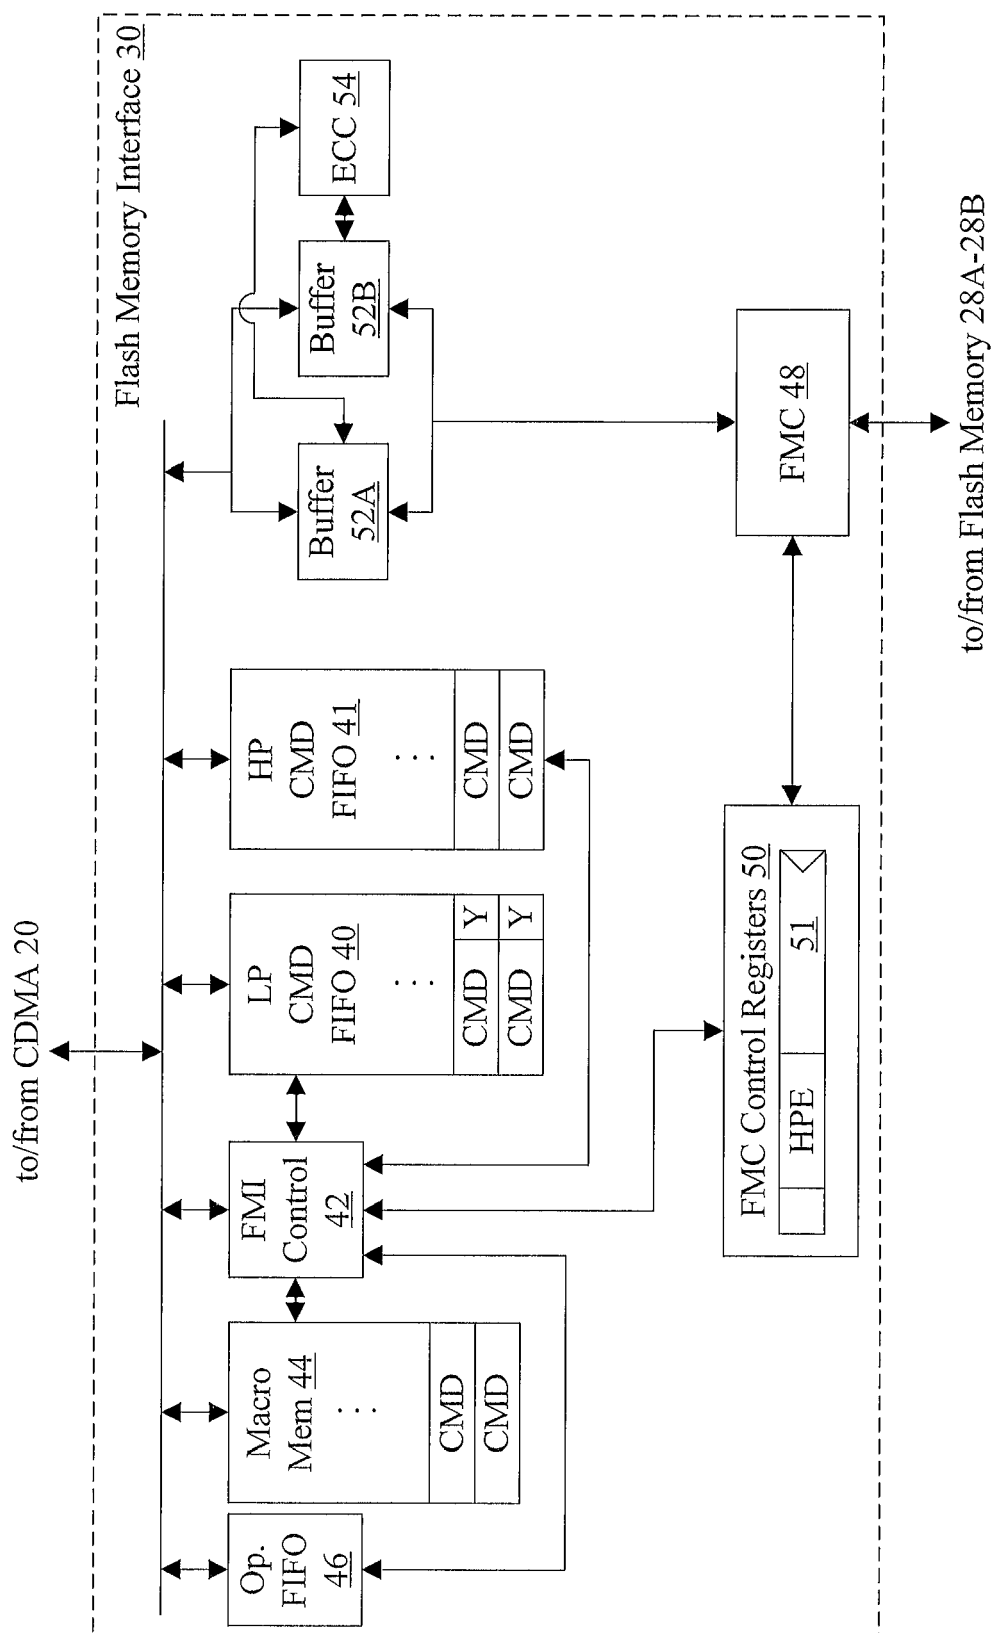 to/from CDMA 20
Flash Memory Interface 30
Op.
FIFO
46
Macro
Mem 44
. . .
CMD
CMD
FMI
Control
42
LP
CMD
FIFO 40
. . .
CMD Y
CMD Y
HP
CMD
FIFO 41
. . .
CMD
CMD
Buffer
52A
Buffer
52B
ECC 54
FMC Control Registers 50
HPE
51
FMC 48
to/from Flash Memory 28A-28B